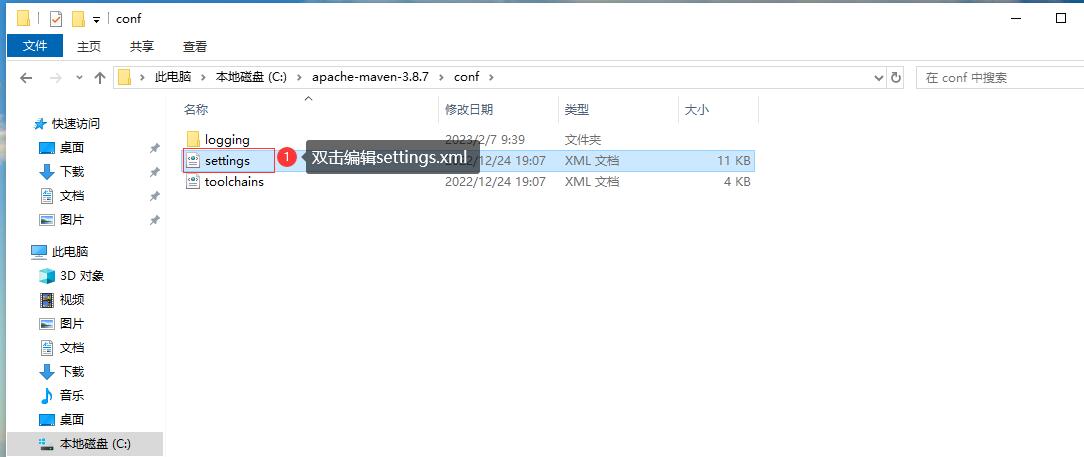 conf
文件 主页 共享 查看
此电脑 本地磁盘 (C:) apache-maven-3.8.7 conf 在 conf 中搜索
名称 修改日期 类型 大小
快速访问
桌面
下载
文档
图片
此电脑
3D 对象
视频
图片
文档
下载
音乐
桌面
本地磁盘 (C:)
logging 2023/2/7 9:39 文件夹
settings 1 双击编辑settings.xml 12/24 19:07 XML 文档 11 KB
toolchains 2022/12/24 19:07 XML 文档 4 KB